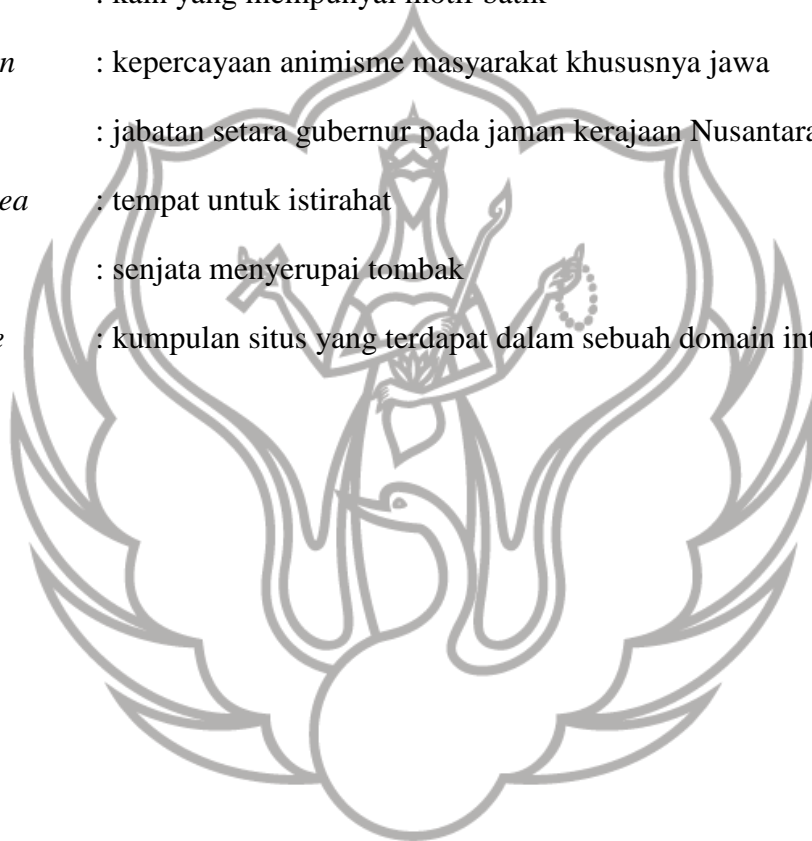 : kain yang mempunyai motif batik
n : kepercayaan animisme masyarakat khususnya jawa
: jabatan setara gubernur pada jaman kerajaan Nusantara
ea : tempat untuk istirahat
: senjata menyerupai tombak
e : kumpulan situs yang terdapat dalam sebuah domain int